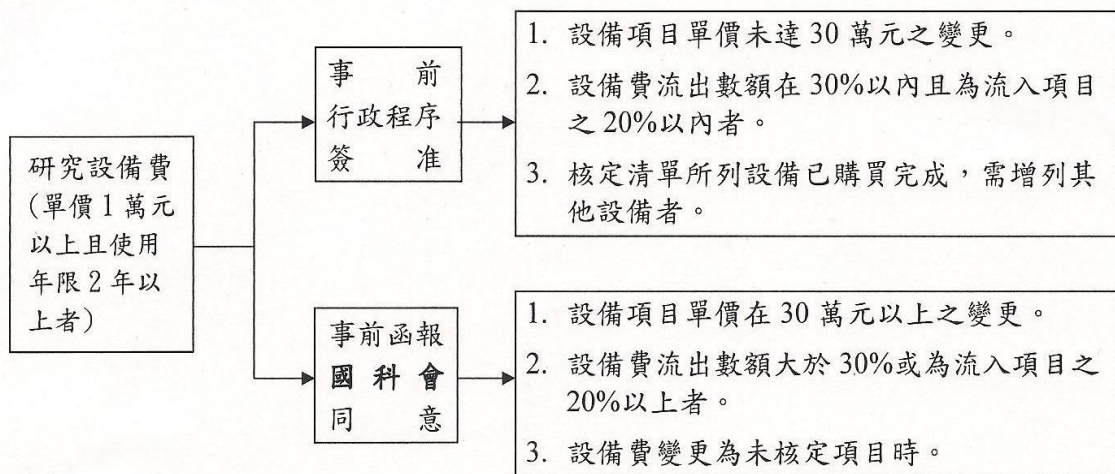 研究設備費
(單價1萬元
以上且使用
年限2年以
上者)
事前
行政程序
簽准
1. 設備項目單價未達30萬元之變更。
2. 設備費流出數額在30%以內且為流入項目
之20%以內者。
3. 核定清單所列設備已購買完成，需增列其
他設備者。
事前函報
國科會
同意
1. 設備項目單價在30萬元以上之變更。
2. 設備費流出數額大於30%或為流入項目之
20%以上者。
3. 設備費變更為未核定項目時。